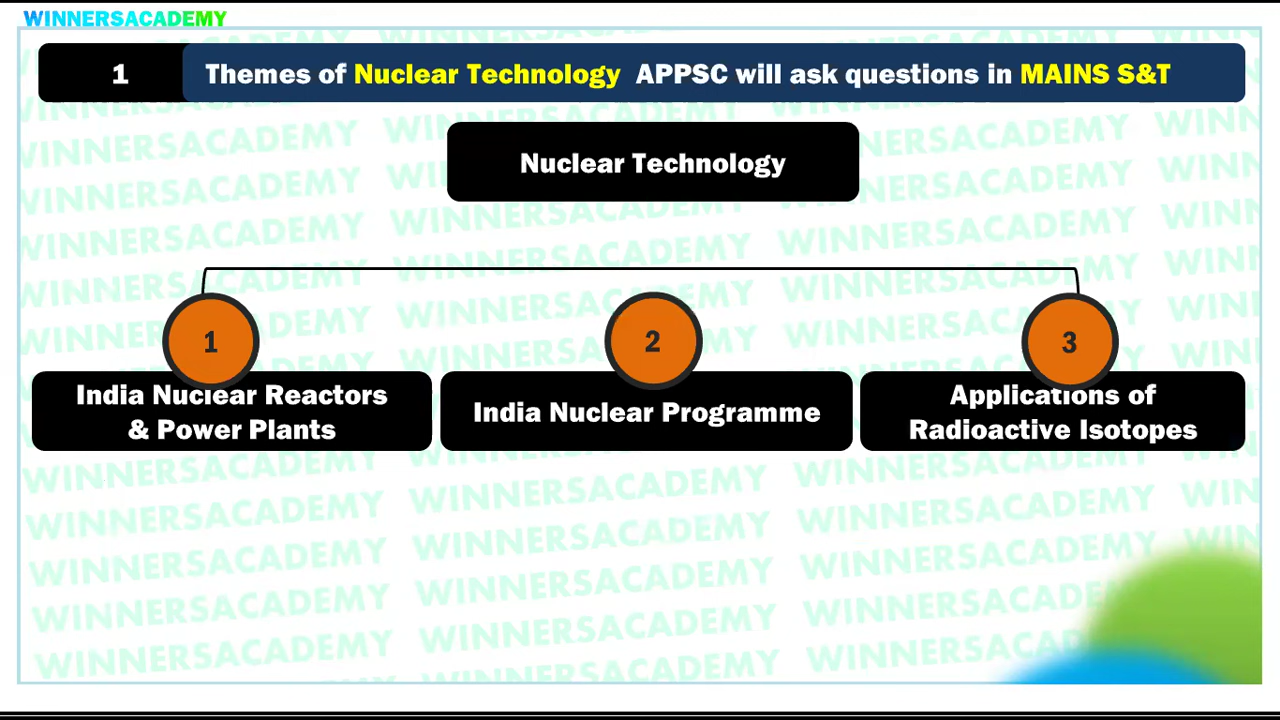 WINNERSACADEMY
1 Themes of Nuclear Technology APPSC will ask questions in MAINS S&T
Nuclear Technology
1
2
3
India Nuclear Reactors
& Power Plants
India Nuclear Programme
Applications of
Radioactive Isotopes